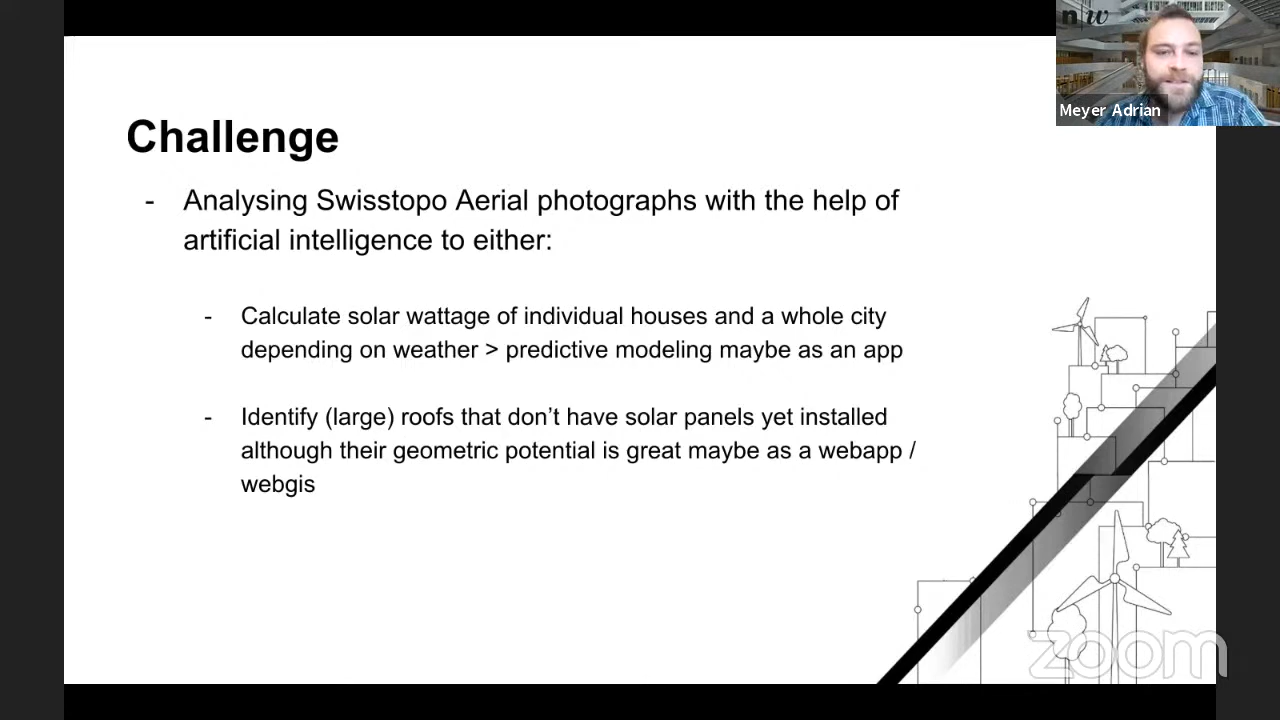 n w
Meyer Adrian
Challenge
- Analysing Swisstopo Aerial photographs with the help of
artificial intelligence to either:
- Calculate solar wattage of individual houses and a whole city
depending on weather > predictive modeling maybe as an app
- Identify (large) roofs that don’t have solar panels yet installed
although their geometric potential is great maybe as a webapp /
webgis
zoom